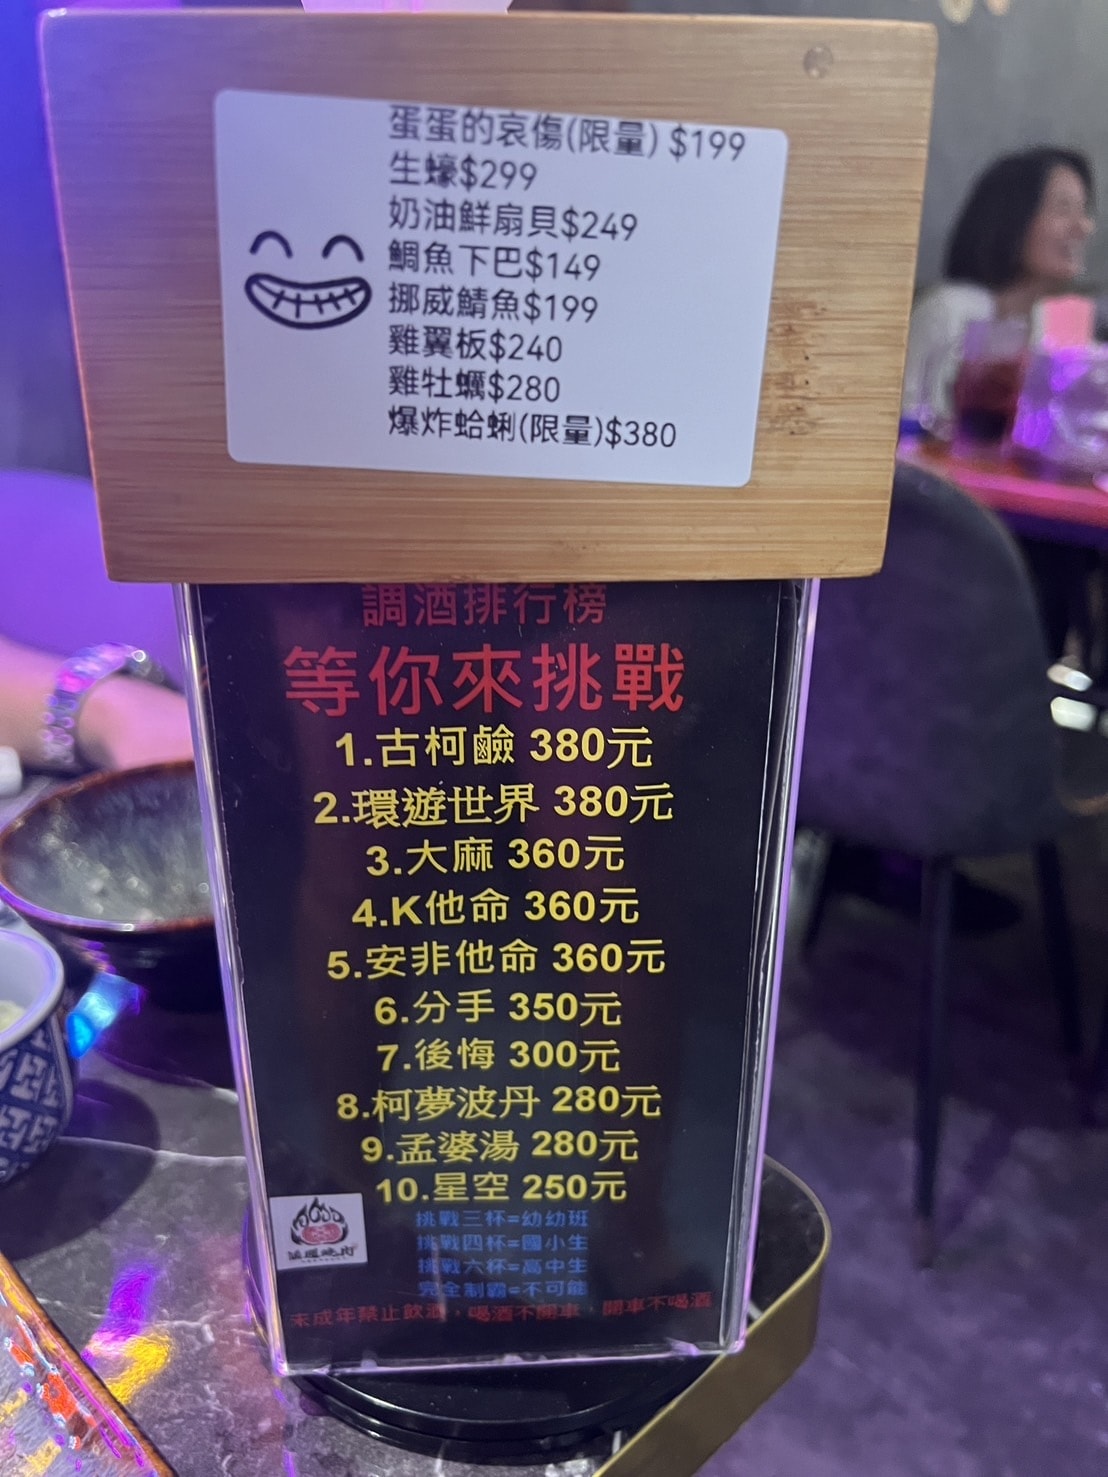 蛋蛋的哀傷(限量) $199
生蠔$299
奶油鮮扇貝$249
鯛魚下巴$149
挪威鯖魚$199
雞翼板$240
雞牡蠣$280
爆炸蛤蜊(限量)$380
調酒排行榜
等你來挑戰
1.古柯鹼 380元
2.環遊世界 380元
3.大麻 360元
4.K他命 360元
5.安非他命 360元
6.分手 350元
7.後悔 300元
8.柯夢波丹 280元
9.孟婆湯 280元
10.星空 250元
挑戰三杯=幼幼班
挑戰四杯=國小生
挑戰六杯=高中生
完全制霸=不可能
未成年禁止飲酒，喝酒不開車，開車不喝酒
燒肉